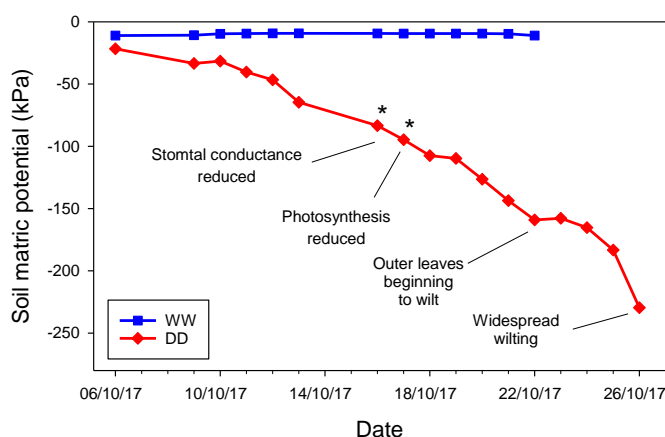 Soil matric potential (kPa)
0
-50
-100
-150
-200
-250
*
*
Stomtal conductance
reduced
Photosynthesis
reduced
Outer leaves
beginning
to wilt
Widespread
wilting
WW
DD
06/10/17 10/10/17 14/10/17 18/10/17 22/10/17 26/10/17
Date